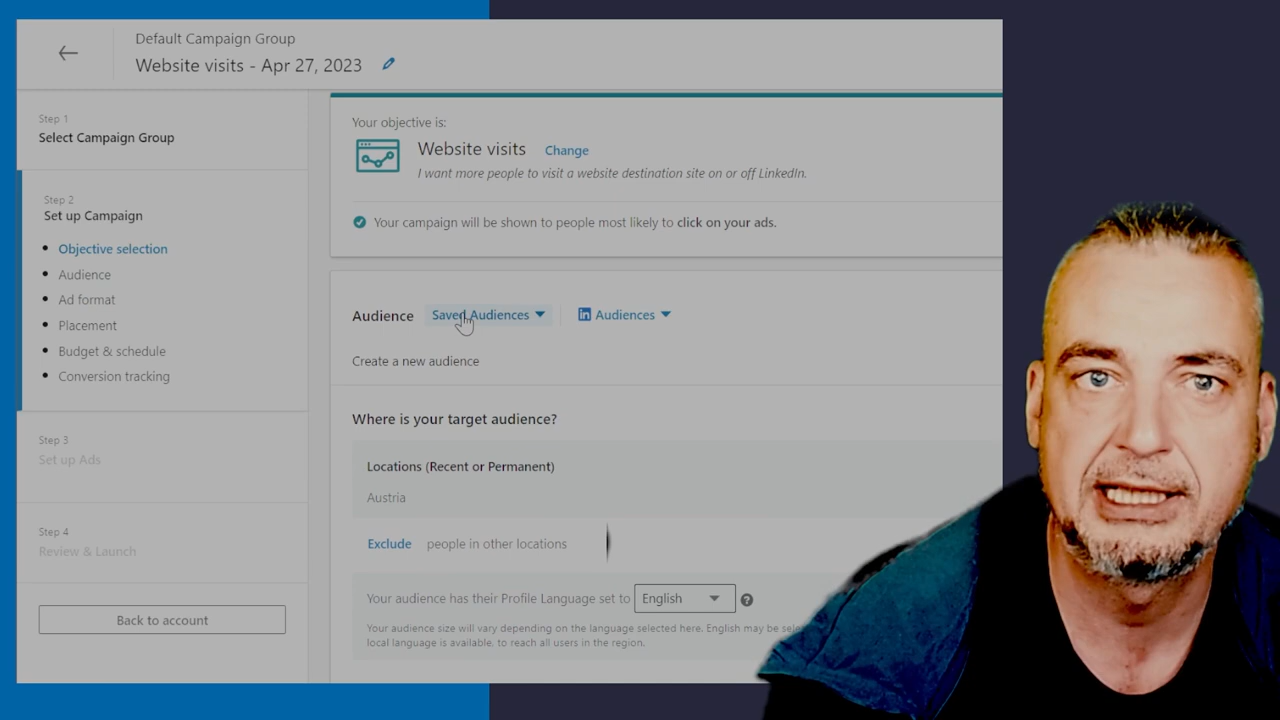 Default Campaign Group
Website visits - Apr 27, 2023
Step 1
Select Campaign Group
Step 2
Set up Campaign
Objective selection
Audience
Ad format
Placement
Budget & schedule
Conversion tracking
Step 3
Set up Ads
Step 4
Review & Launch
Back to account
Your objective is:
Website visits Change
I want more people to visit a website destination site on or off LinkedIn.
Your campaign will be shown to people most likely to click on your ads.
Audience Saved Audiences in Audiences
Create a new audience
Where is your target audience?
Locations (Recent or Permanent)
Austria
Exclude people in other locations
Your audience has their Profile Language set to English ?
Your audience size will vary depending on the language selected here. English may be
local language is available, to reach all users in the region.